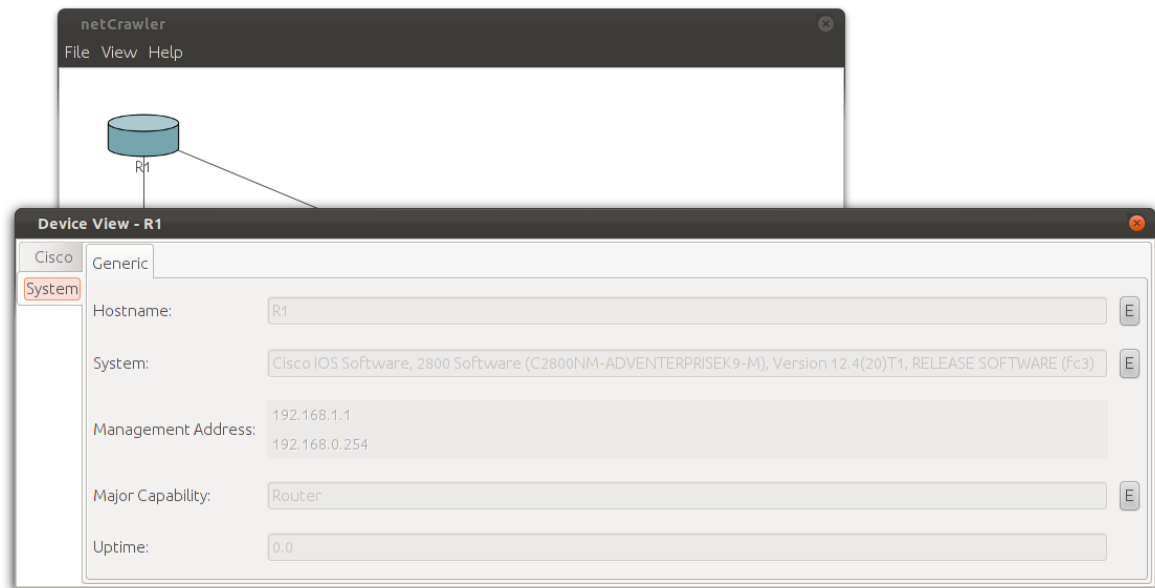 netCrawler
File View Help
R1
Device View - R1
Cisco
System
Generic
Hostname:
R1
E
System:
Cisco IOS Software, 2800 Software (C2800NM-ADVENTERPRISEK9-M), Version 12.4(20)T1, RELEASE SOFTWARE (fc3)
E
Management Address:
192.168.1.1
192.168.0.254
Major Capability:
Router
E
Uptime:
0.0